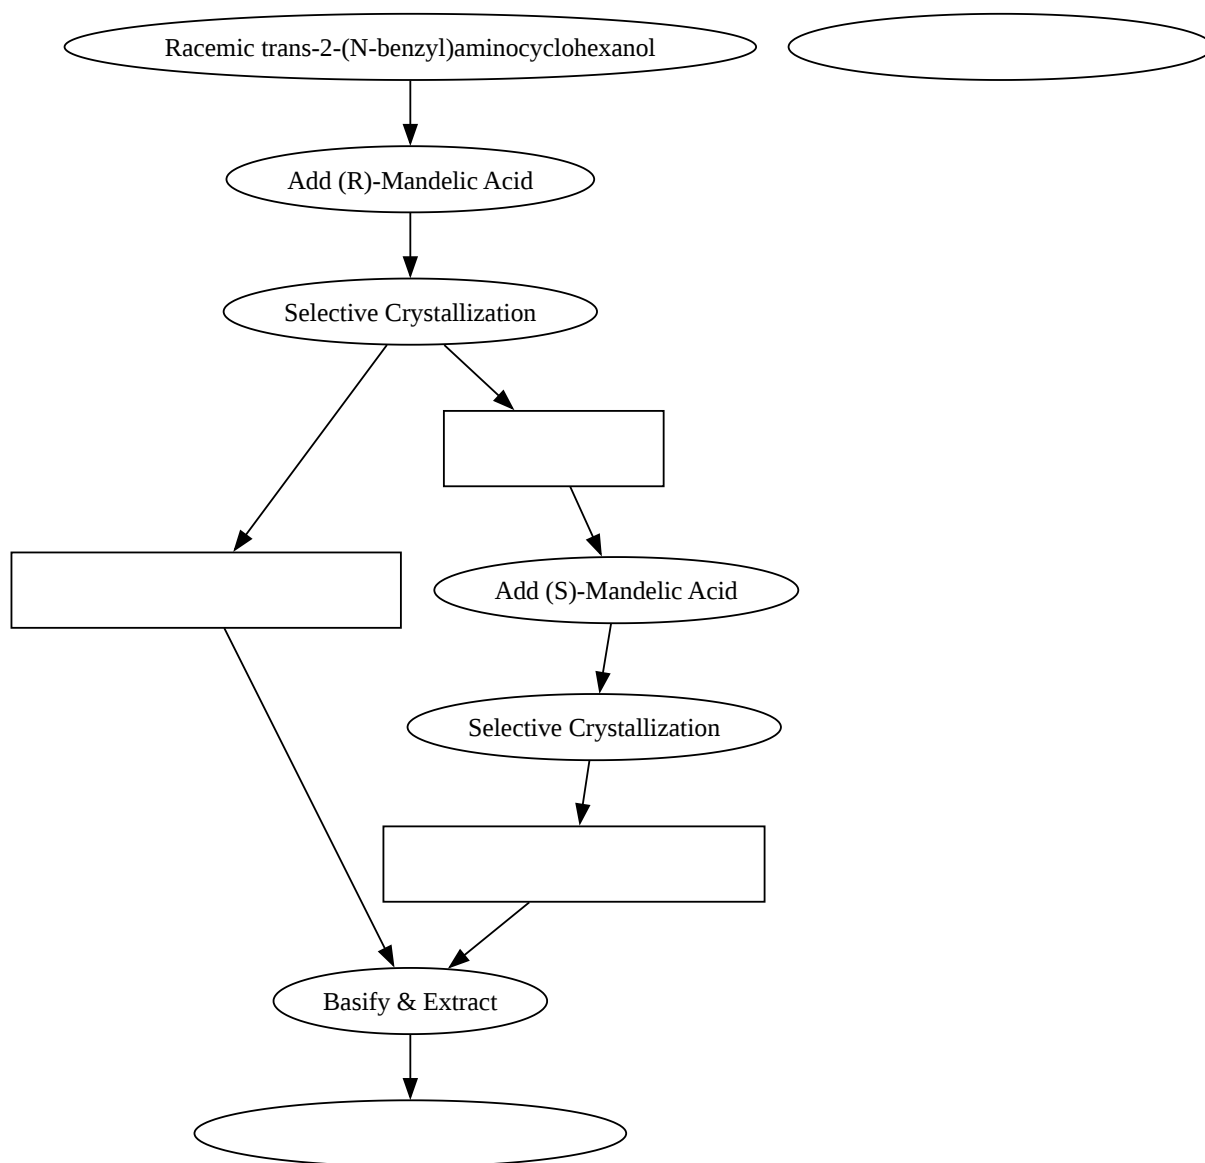 Racemic trans-2-(N-benzyl)aminocyclohexanol
Add (R)-Mandelic Acid
Selective Crystallization
Add (S)-Mandelic Acid
Selective Crystallization
Basify & Extract